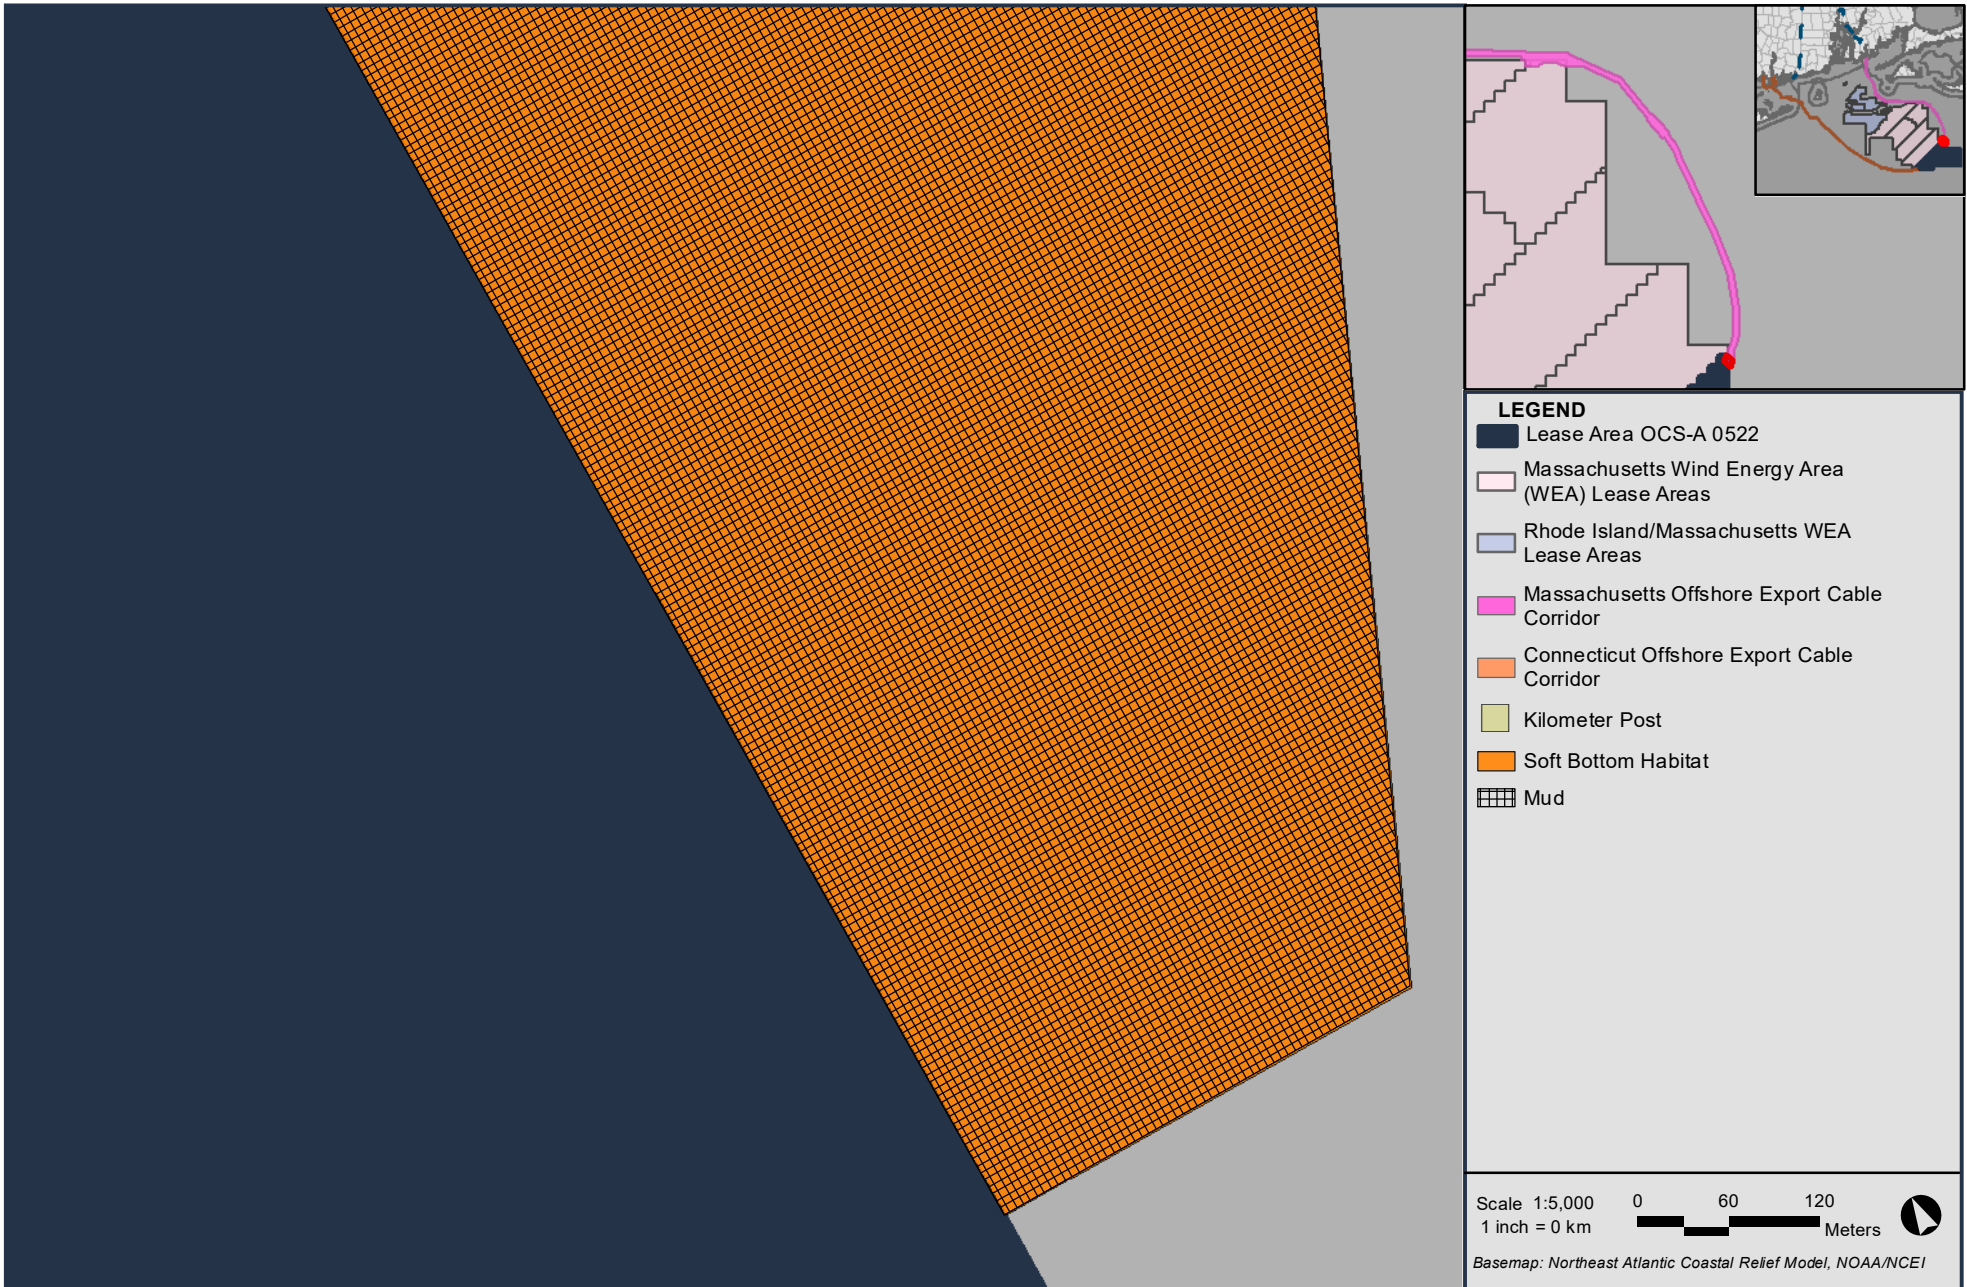 LEGEND
Lease Area OCS-A 0522
Massachusetts Wind Energy Area
(WEA) Lease Areas
Rhode Island/Massachusetts WEA
Lease Areas
Massachusetts Offshore Export Cable
Corridor
Connecticut Offshore Export Cable
Corridor
Kilometer Post
Soft Bottom Habitat
Mud
Scale 1:5,000
1 inch = 0 km
0 60 120
Meters
Basemap: Northeast Atlantic Coastal Relief Model, NOAA/NCEI